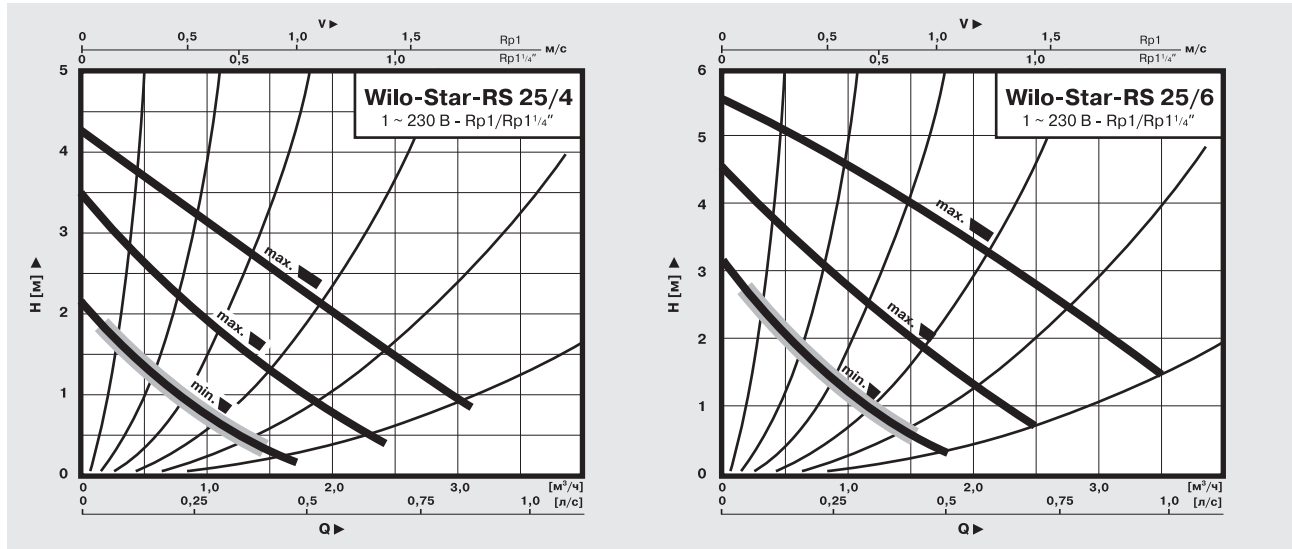 V ►
0 0,5 1,0 1,5 Rp1
0 0,5 1,0 Rp1¹/⁴″ м/с
Wilo-Star-RS 25/4
1 ~ 230 В - Rp1/Rp1¹/⁴″
5
4
3
2
1
0
H [м] ►
max.
max.
min.
0 1,0 2,0 3,0 [м³/ч]
0 0,25 0,5 0,75 1,0 [л/с]
Q ►
V ►
0 0,5 1,0 1,5 Rp1
0 0,5 1,0 Rp1¹/⁴″ м/с
Wilo-Star-RS 25/6
1 ~ 230 В - Rp1/Rp1¹/⁴″
6
5
4
3
2
1
0
H [м] ►
max.
max.
min.
0 1,0 2,0 3,0 [м³/ч]
0 0,25 0,5 0,75 1,0 [л/с]
Q ►